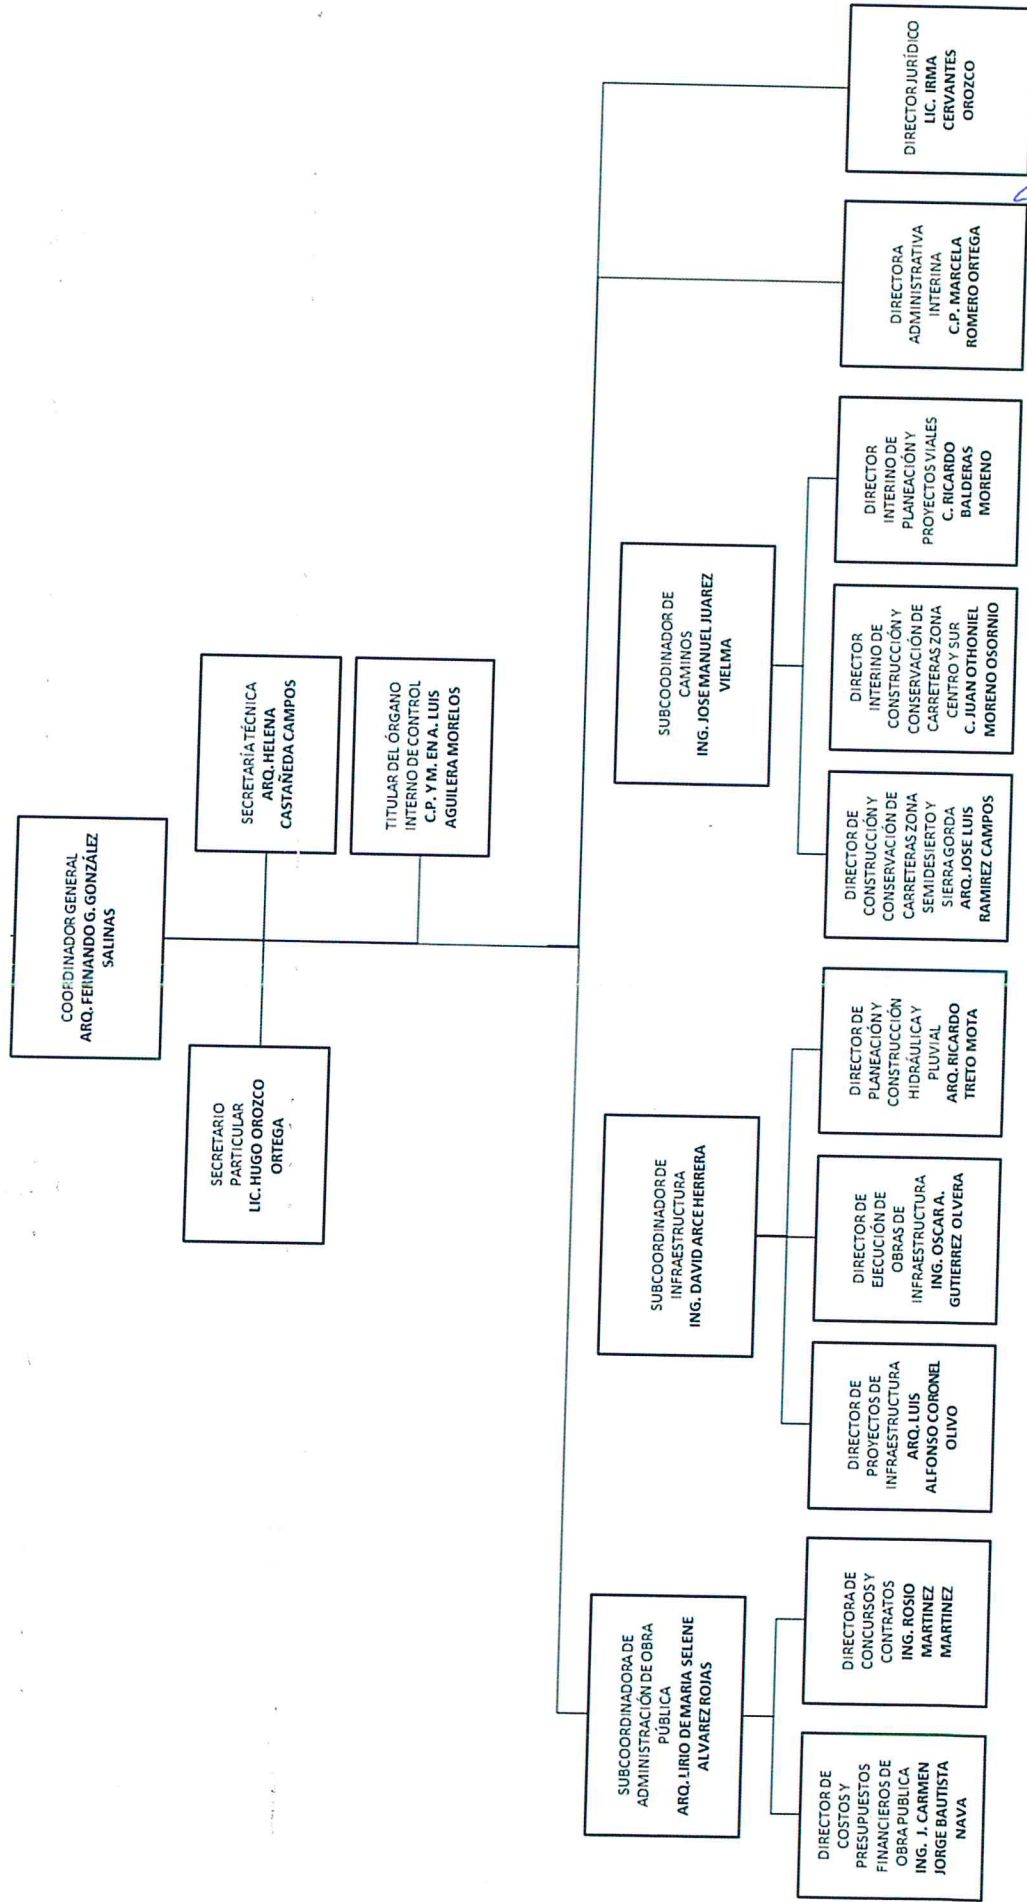 COORDINADOR GENERAL
ARQ. FERNANDO G. GONZÁLEZ
SALINAS
SECRETARIO
PARTICULAR
LIC. HUGO OROZCO
ORTEGA
SECRETARÍA TÉCNICA
ARQ. HELENA
CASTAÑEDA CAMPOS
TITULAR DEL ÓRGANO
INTERNO DE CONTROL
C.P. Y M. EN A. LUIS
AGUILERA MORELOS
SUBCOORDINADORA DE
ADMINISTRACIÓN DE OBRA
PÚBLICA
ARQ. LIRIO DE MARIA SELENE
ALVAREZ ROJAS
SUBCOORDINADOR DE
INFRAESTRUCTURA
ING. DAVID ARCE HERRERA
SUBCOODINADOR DE
CAMINOS
ING. JOSE MANUEL JUAREZ
VIELMA
DIRECTOR DE
COSTOS Y
PRESUPUESTOS
FINANCIEROS DE
OBRA PUBLICA
ING. J. CARMEN
JORGE BAUTISTA
NAVA
DIRECTORA DE
CONCURSOS Y
CONTRATOS
ING. ROSIO
MARTINEZ
MARTINEZ
DIRECTOR DE
PROYECTOS DE
INFRAESTRUCTURA
ARQ. LUIS
ALFONSO CORONEL
OLIVO
DIRECTOR DE
EJECUCIÓN DE
OBRAS DE
INFRAESTRUCTURA
ING. OSCAR A.
GUTIERREZ OLVERA
DIRECTOR DE
PLANEACIÓN Y
CONSTRUCCIÓN
HIDRÁULICA Y
PLUVIAL
ARQ. RICARDO
TRETO MOTA
DIRECTOR DE
CONSTRUCCIÓN Y
CONSERVACIÓN DE
CARRETERAS ZONA
SEMIDESIERTO Y
SIERRA GORDA
ARQ. JOSE LUIS
RAMIREZ CAMPOS
DIRECTOR
INTERINO DE
CONSTRUCCIÓN Y
CONSERVACIÓN DE
CARRETERAS ZONA
CENTRO Y SUR
C. JUAN OTHONIEL
MORENO OSORNIO
DIRECTOR
INTERINO DE
PLANEACIÓN Y
PROYECTOS VIALES
C. RICARDO
BALDERAS
MORENO
DIRECTORA
ADMINISTRATIVA
INTERINA
C.P. MARCELA
ROMERO ORTEGA
DIRECTOR JURÍDICO
LIC. IRMA
CERVANTES
OROZCO